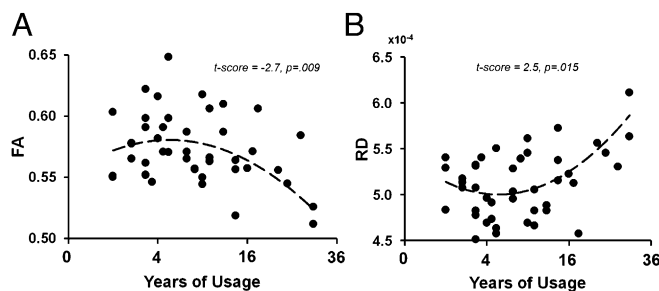 A
FA
0.65
0.60
0.55
0.50
t-score = -2.7, p=.009
0 4 16 36
Years of Usage
B
x10⁻⁴
RD
6.5
6.0
5.5
5.0
4.5
t-score = 2.5, p=.015
0 4 16 36
Years of Usage